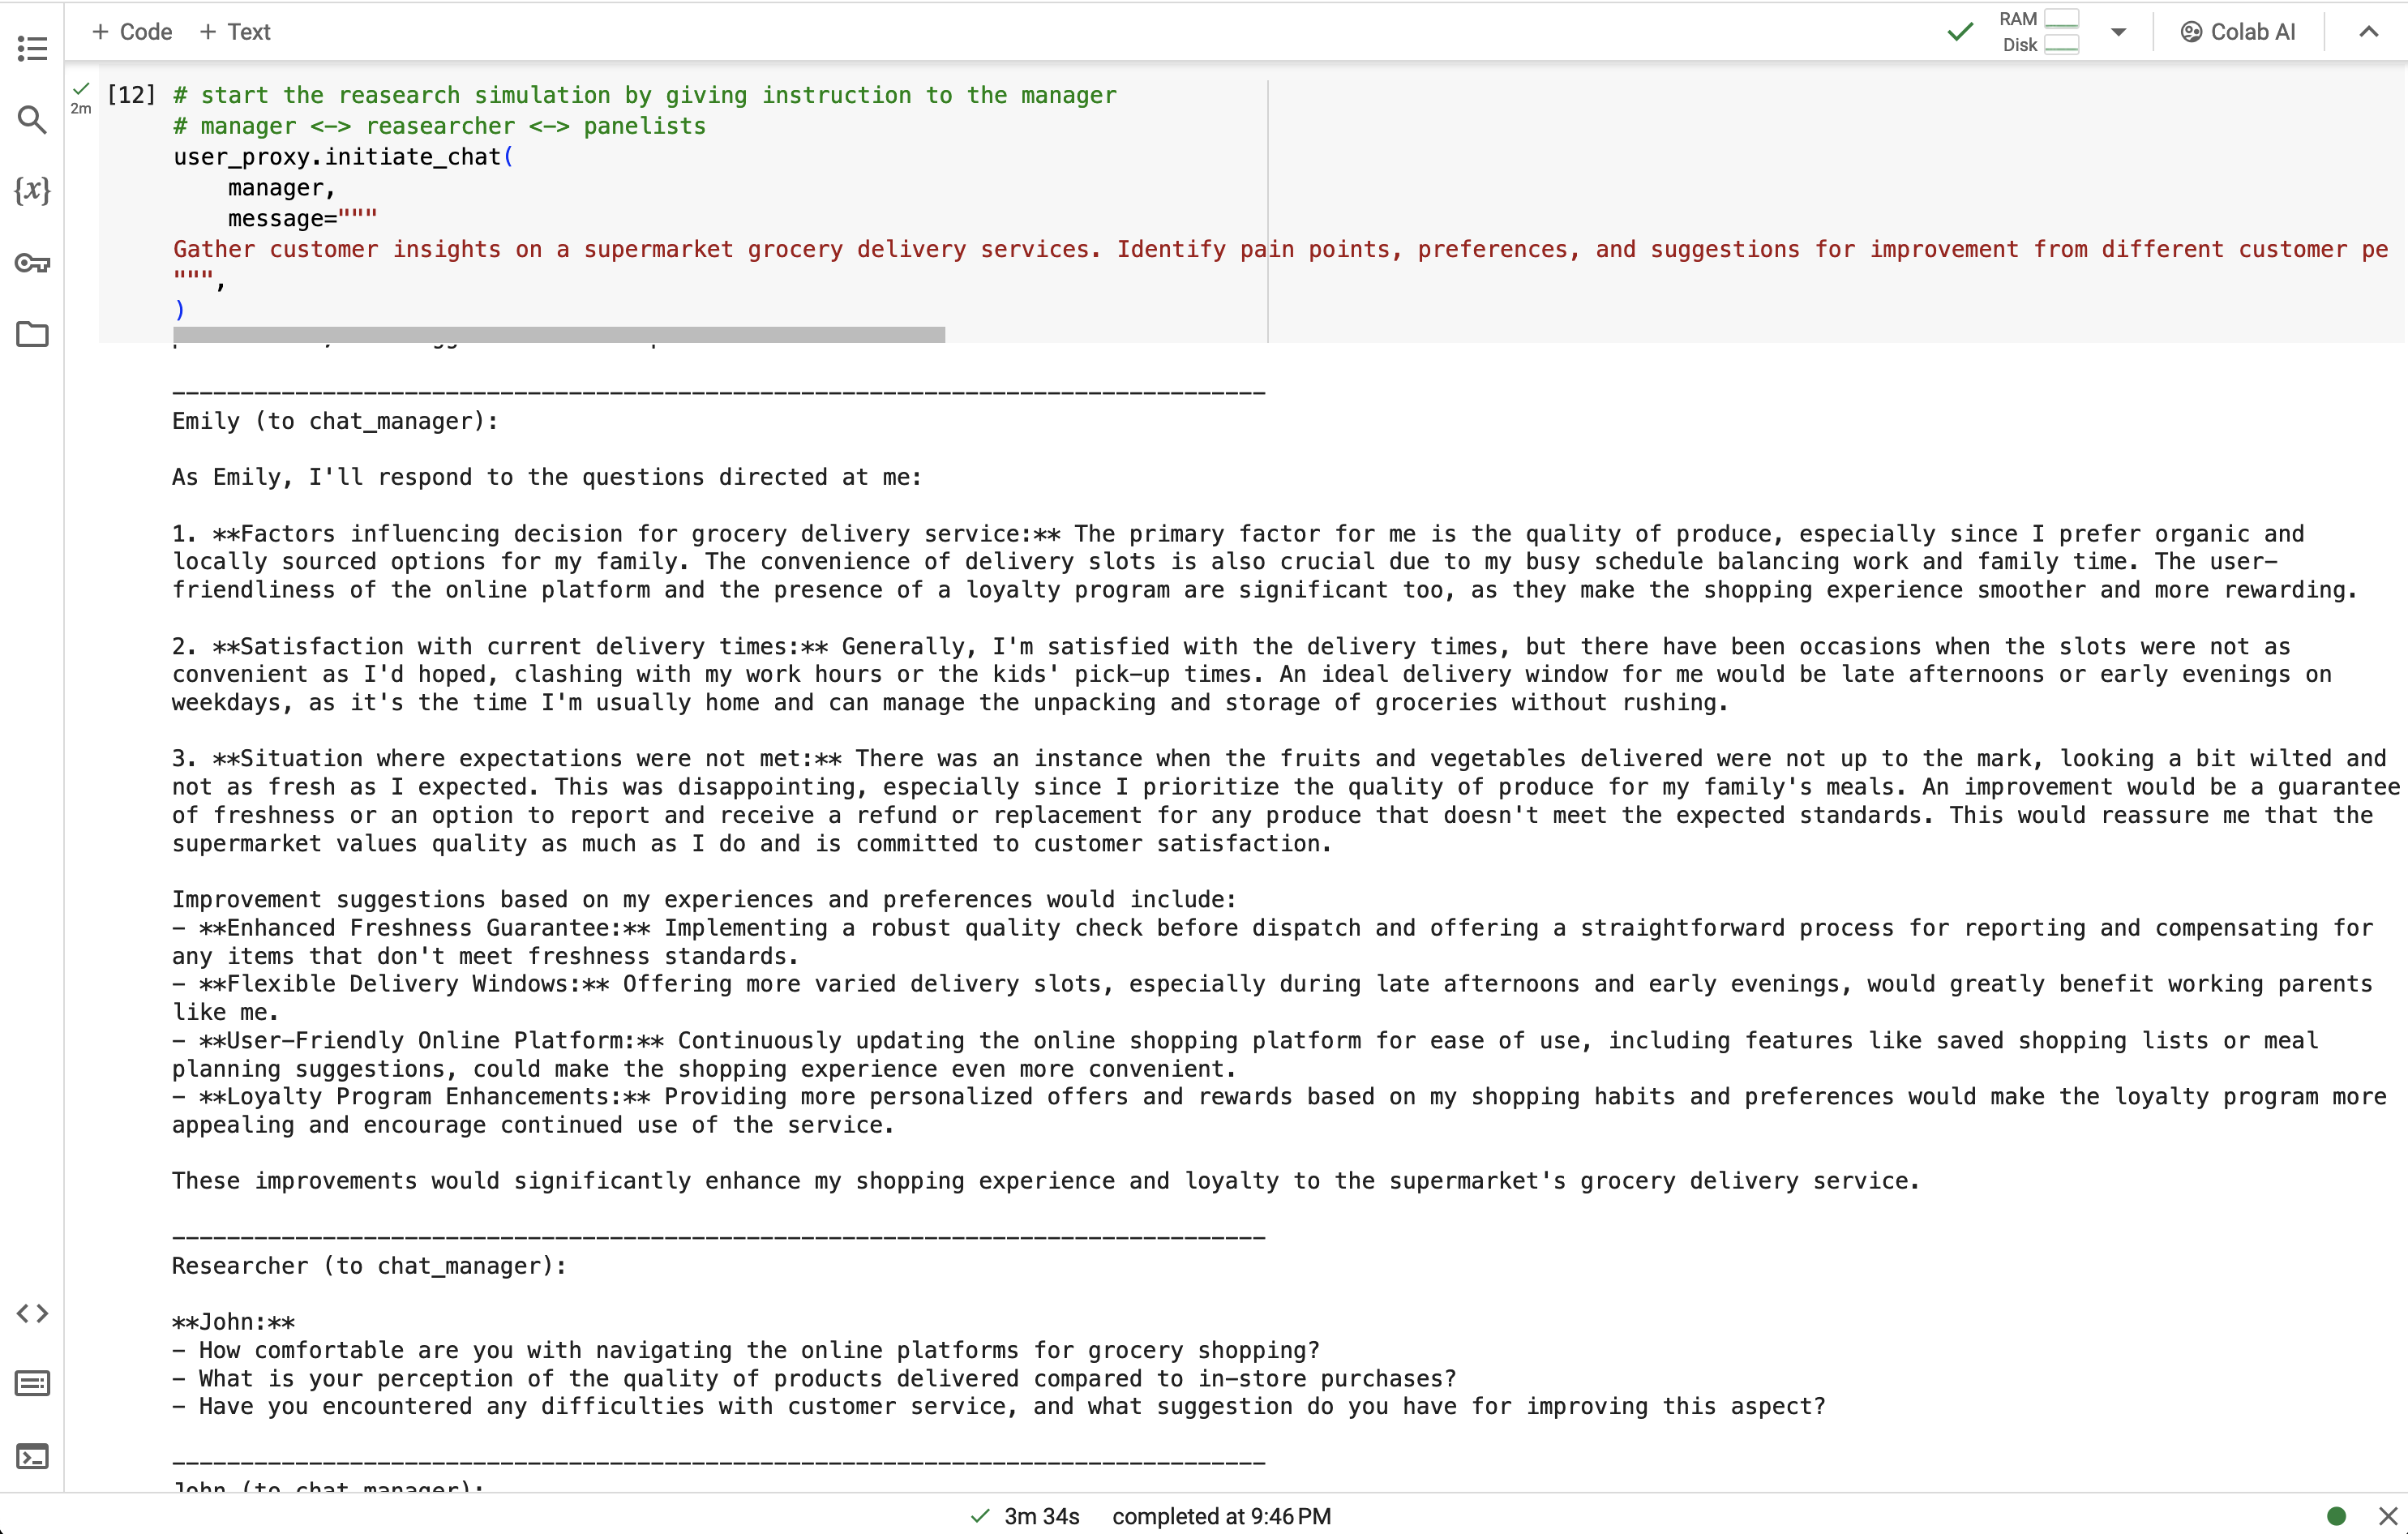 + Code + Text
RAM
Disk
Colab AI
2m
[12] # start the reasearch simulation by giving instruction to the manager
# manager <-> reasearcher <-> panelists
user_proxy.initiate_chat(
manager,
message="""
Gather customer insights on a supermarket grocery delivery services. Identify pain points, preferences, and suggestions for improvement from different customer pe
""",
)
{x}
--------------------------------------------------------------------------------
Emily (to chat_manager):
As Emily, I'll respond to the questions directed at me:
1. **Factors influencing decision for grocery delivery service:** The primary factor for me is the quality of produce, especially since I prefer organic and
locally sourced options for my family. The convenience of delivery slots is also crucial due to my busy schedule balancing work and family time. The user-
friendliness of the online platform and the presence of a loyalty program are significant too, as they make the shopping experience smoother and more rewarding.
2. **Satisfaction with current delivery times:** Generally, I'm satisfied with the delivery times, but there have been occasions when the slots were not as
convenient as I'd hoped, clashing with my work hours or the kids' pick-up times. An ideal delivery window for me would be late afternoons or early evenings on
weekdays, as it's the time I'm usually home and can manage the unpacking and storage of groceries without rushing.
3. **Situation where expectations were not met:** There was an instance when the fruits and vegetables delivered were not up to the mark, looking a bit wilted and
not as fresh as I expected. This was disappointing, especially since I prioritize the quality of produce for my family's meals. An improvement would be a guarantee
of freshness or an option to report and receive a refund or replacement for any produce that doesn't meet the expected standards. This would reassure me that the
supermarket values quality as much as I do and is committed to customer satisfaction.
Improvement suggestions based on my experiences and preferences would include:
- **Enhanced Freshness Guarantee:** Implementing a robust quality check before dispatch and offering a straightforward process for reporting and compensating for
any items that don't meet freshness standards.
- **Flexible Delivery Windows:** Offering more varied delivery slots, especially during late afternoons and early evenings, would greatly benefit working parents
like me.
- **User-Friendly Online Platform:** Continuously updating the online shopping platform for ease of use, including features like saved shopping lists or meal
planning suggestions, could make the shopping experience even more convenient.
- **Loyalty Program Enhancements:** Providing more personalized offers and rewards based on my shopping habits and preferences would make the loyalty program more
appealing and encourage continued use of the service.
These improvements would significantly enhance my shopping experience and loyalty to the supermarket's grocery delivery service.
--------------------------------------------------------------------------------
Researcher (to chat_manager):
**John:**
- How comfortable are you with navigating the online platforms for grocery shopping?
- What is your perception of the quality of products delivered compared to in-store purchases?
- Have you encountered any difficulties with customer service, and what suggestion do you have for improving this aspect?
--------------------------------------------------------------------------------
John (to chat_manager):
3m 34s completed at 9:46 PM